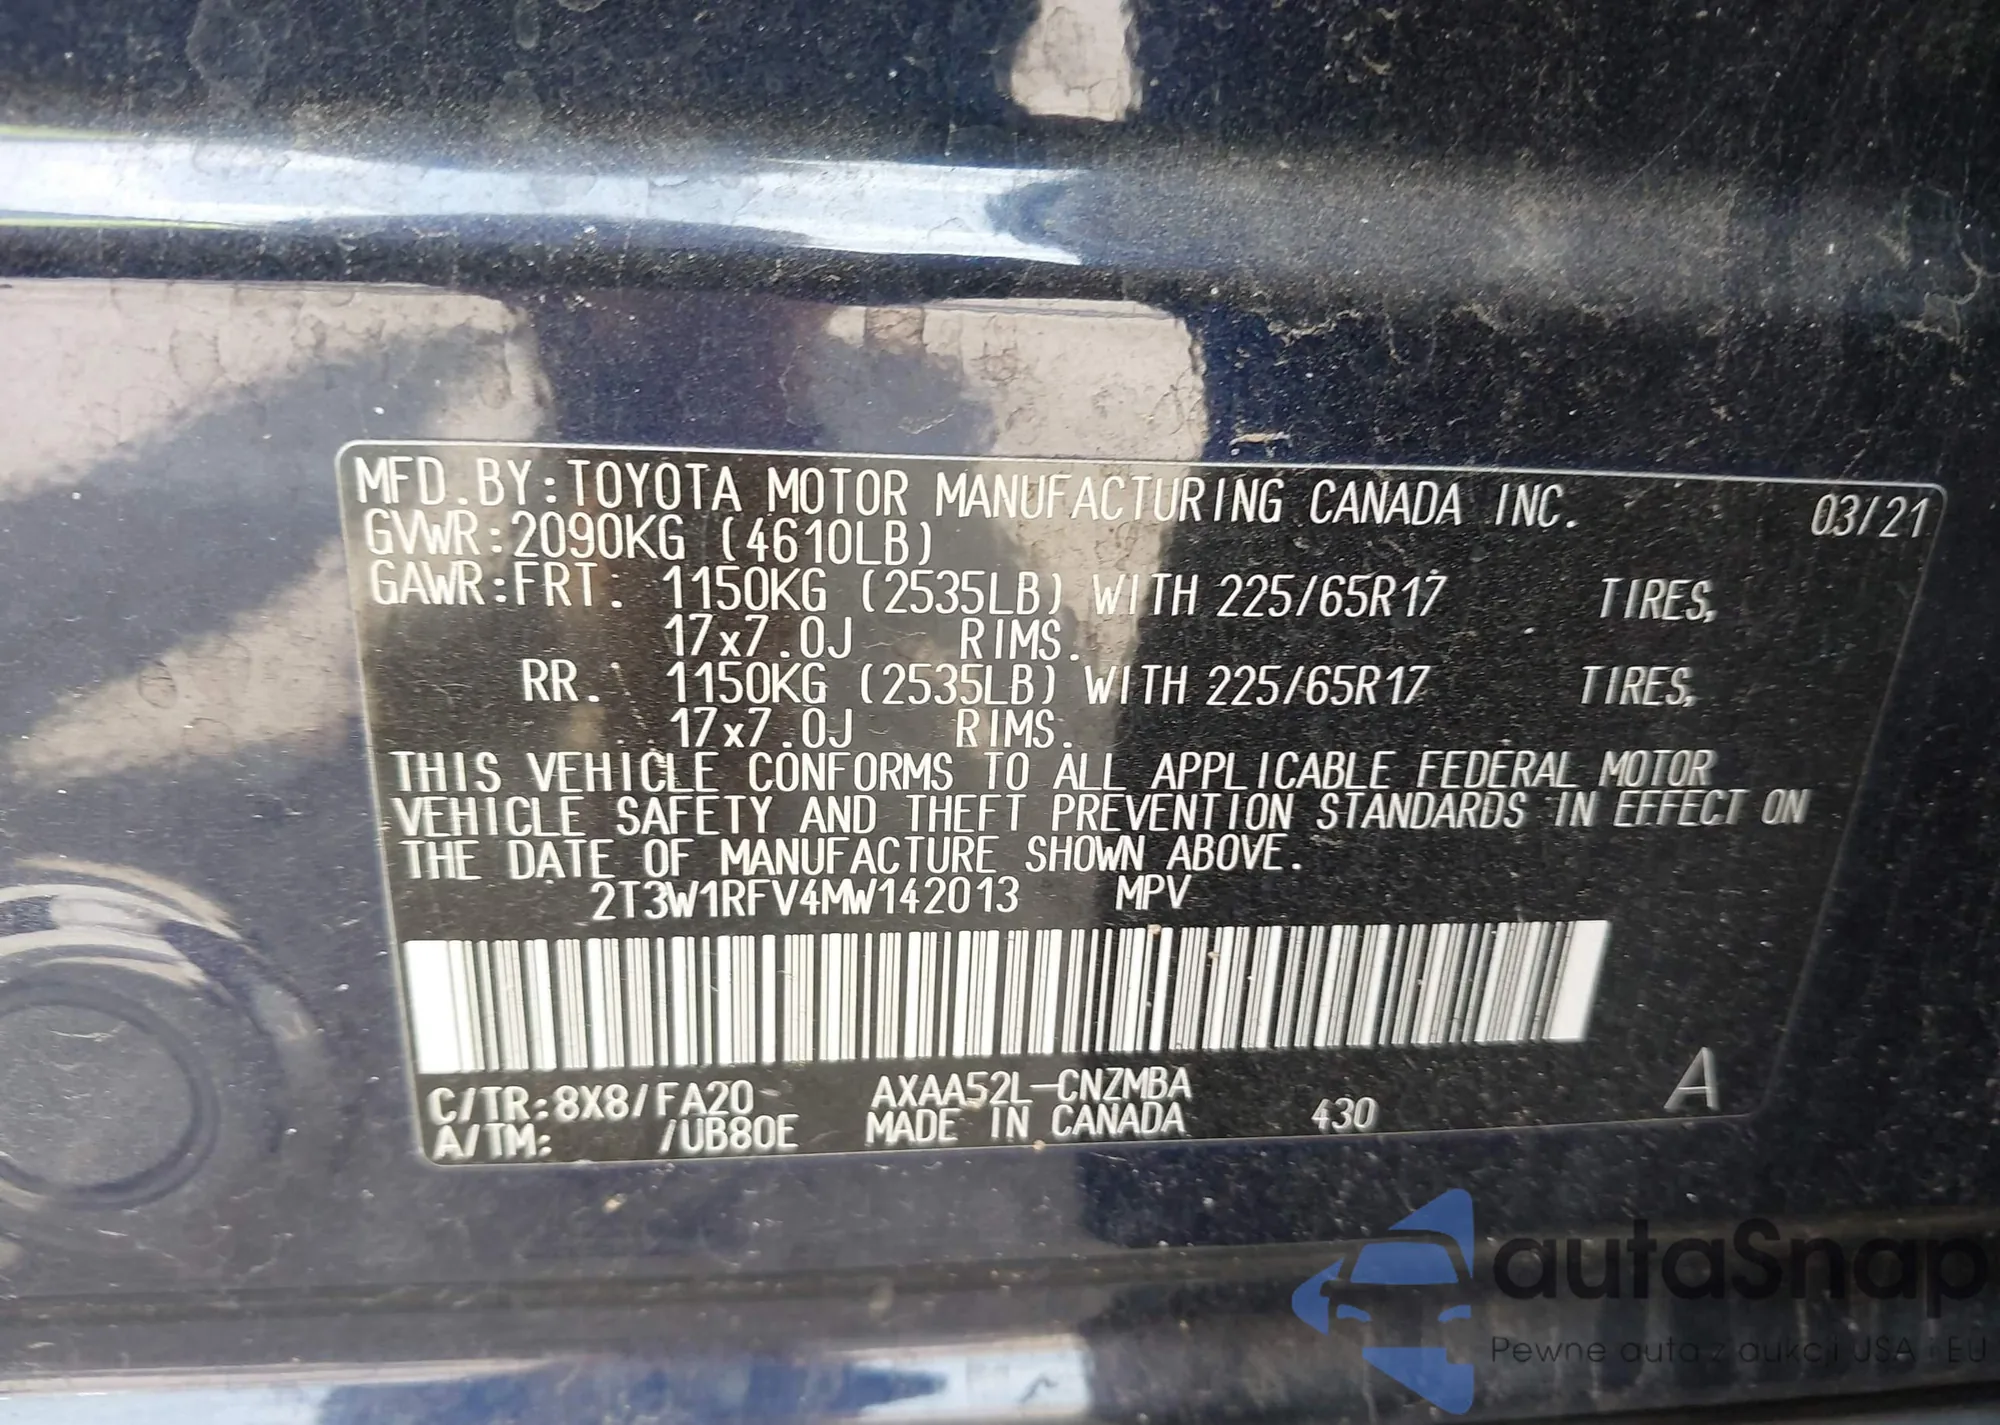 MFD.BY:TOYOTA MOTOR MANUFACTURING CANADA INC. 03/21
GVWR:2090KG (4610LB)
GAWR:FRT. 1150KG (2535LB) WITH 225/65R17 TIRES,
17x7.0J RIMS.
RR. 1150KG (2535LB) WITH 225/65R17 TIRES,
17x7.0J RIMS.
THIS VEHICLE CONFORMS TO ALL APPLICABLE FEDERAL MOTOR
VEHICLE SAFETY AND THEFT PREVENTION STANDARDS IN EFFECT ON
THE DATE OF MANUFACTURE SHOWN ABOVE.
2T3W1RFV4MW142013 MPV
C/TR:8X8/FA20 AXAA52L-CNZMBA
A/TM: /UB80E MADE IN CANADA 430 A
autaSnap
Pewne auta z aukcji USA i EU